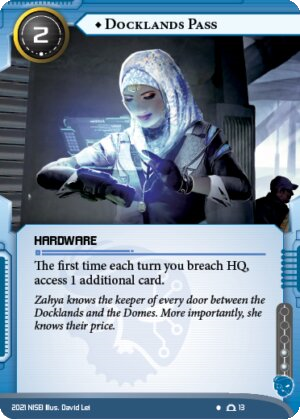 2
◆ Docklands Pass
HARDWARE
The first time each turn you breach HQ,
access 1 additional card.
Zahya knows the keeper of every door between the
Docklands and the Domes. More importantly, she
knows their price.
2021 NISEI Illus. David Lei
13